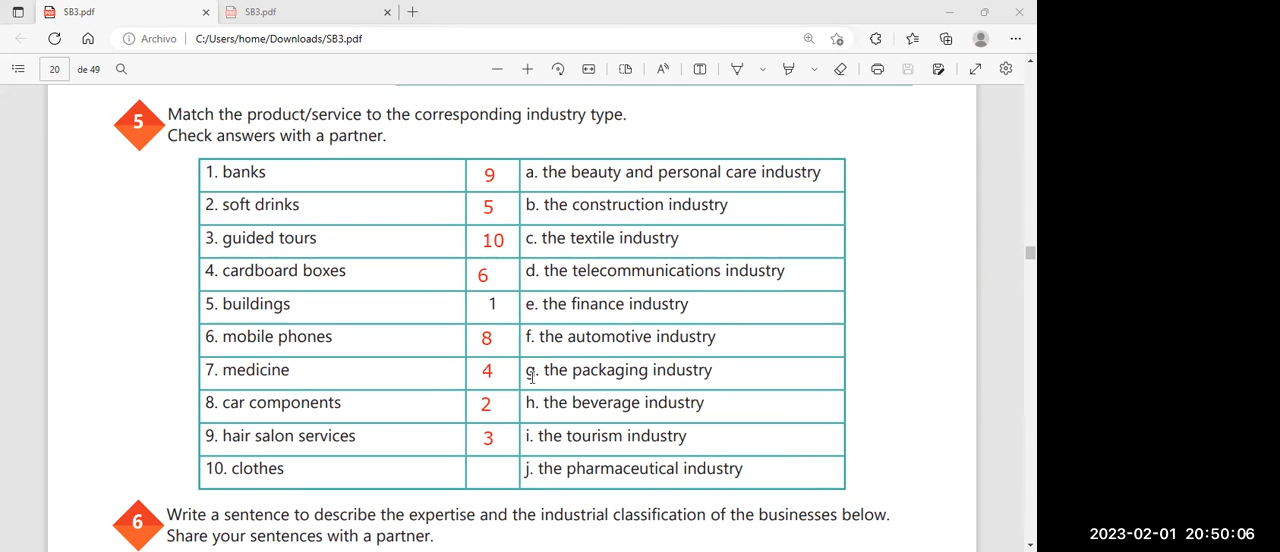 SB3.pdf
SB3.pdf
Archivo C:/Users/home/Downloads/SB3.pdf
20 de 49
5 Match the product/service to the corresponding industry type.
Check answers with a partner.
1. banks 9 a. the beauty and personal care industry
2. soft drinks 5 b. the construction industry
3. guided tours 10 c. the textile industry
4. cardboard boxes 6 d. the telecommunications industry
5. buildings 1 e. the finance industry
6. mobile phones 8 f. the automotive industry
7. medicine 4 g. the packaging industry
8. car components 2 h. the beverage industry
9. hair salon services 3 i. the tourism industry
10. clothes j. the pharmaceutical industry
6 Write a sentence to describe the expertise and the industrial classification of the businesses below.
Share your sentences with a partner.
2023-02-01 20:50:06